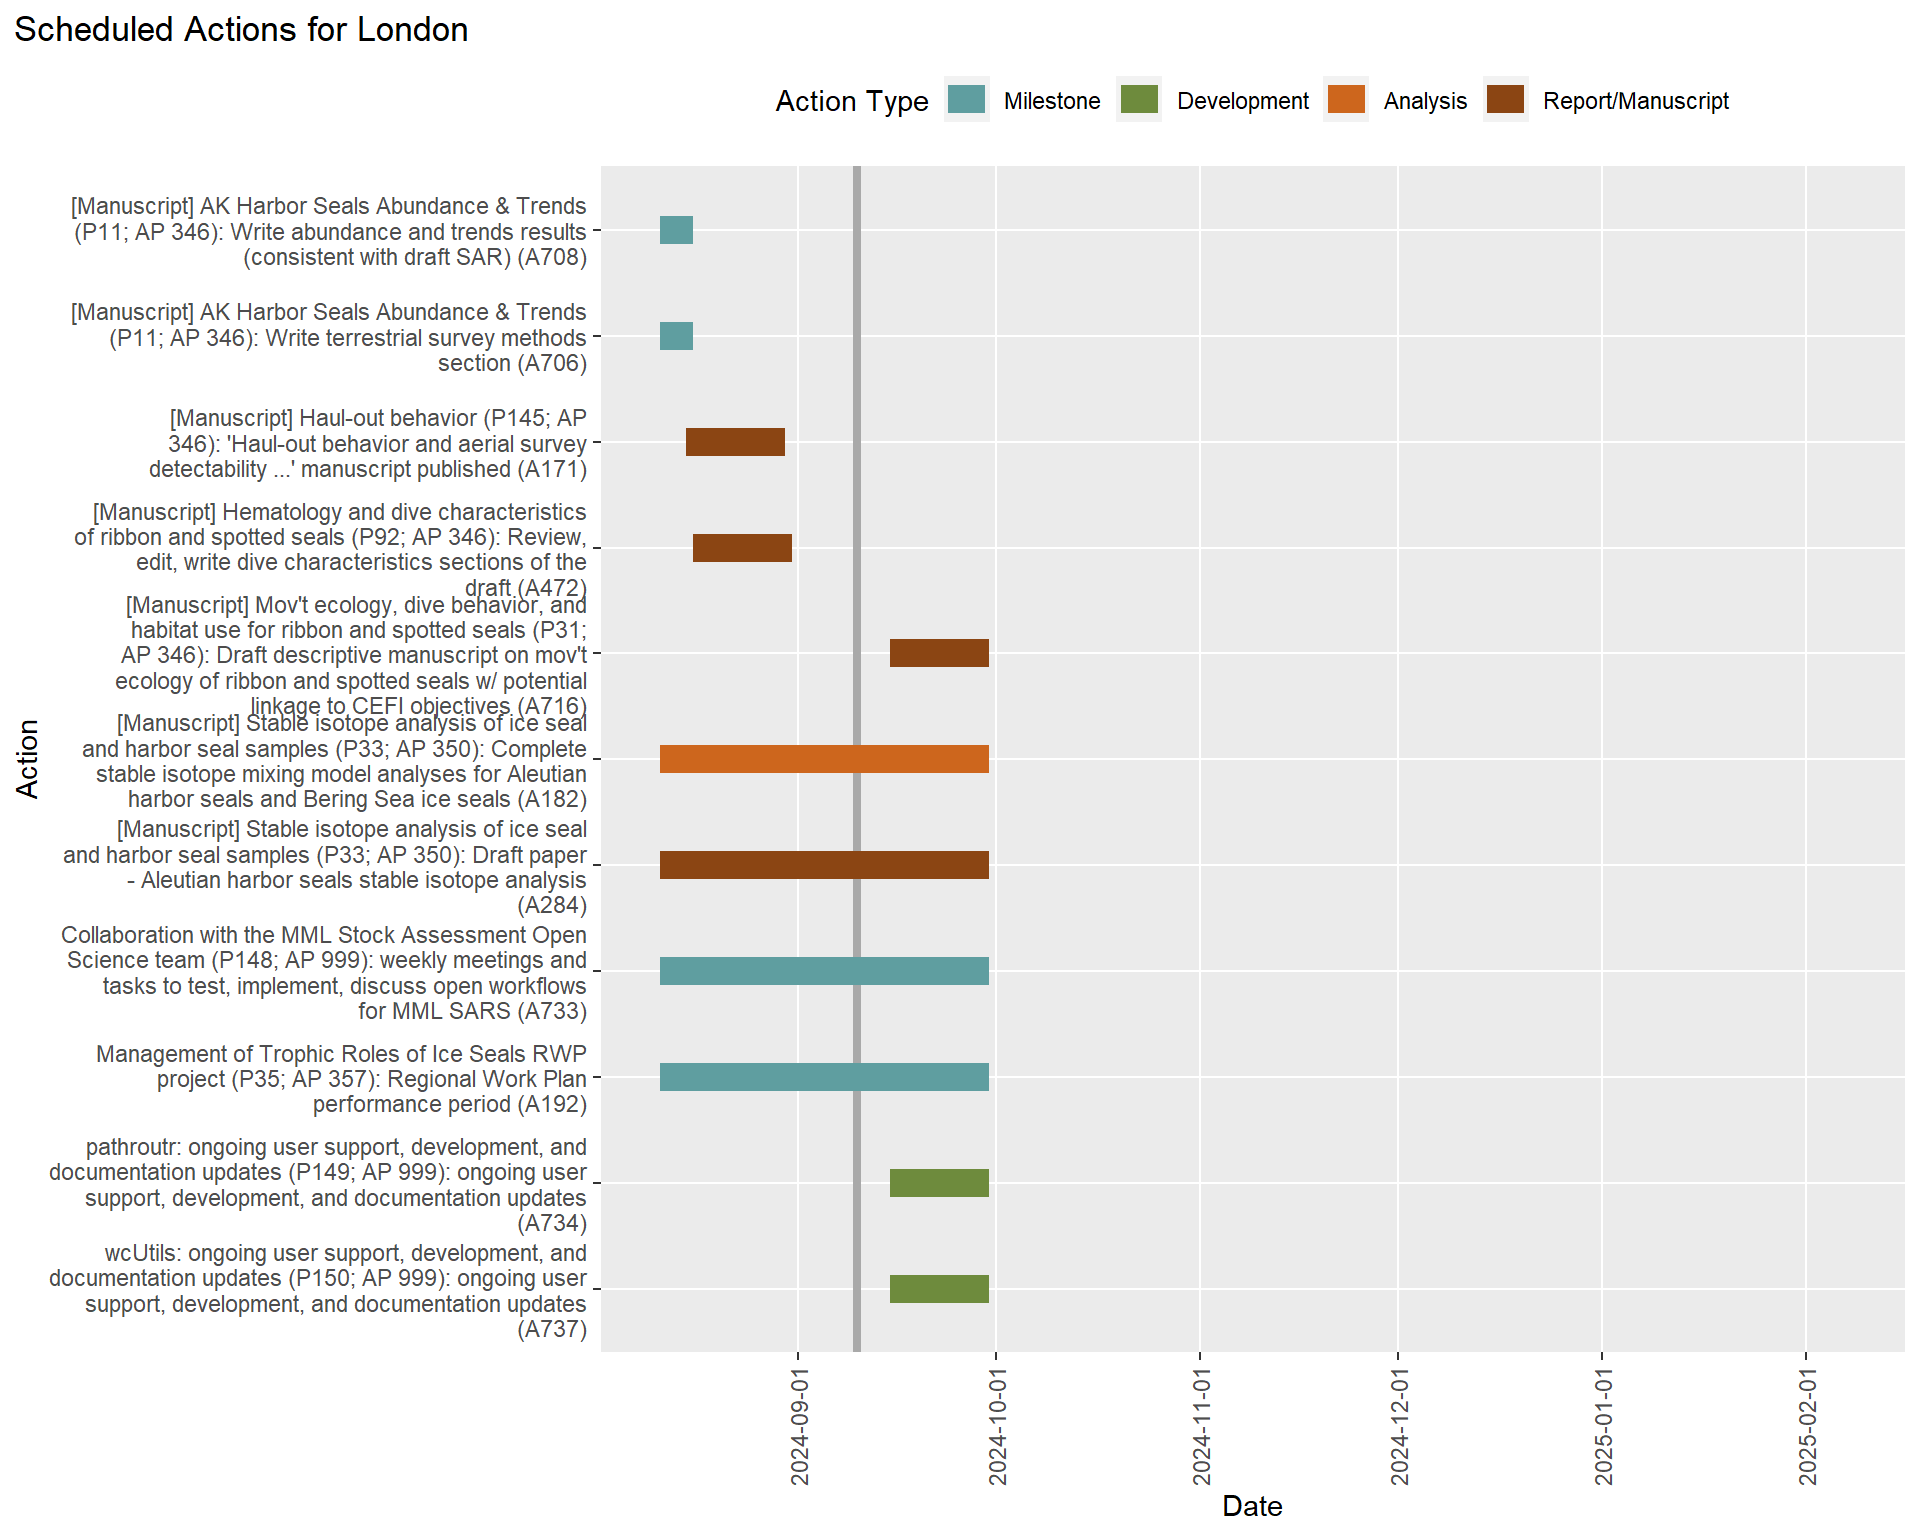 Scheduled Actions for London
Action Type
Milestone
Development
Analysis
Report/Manuscript
[Manuscript] AK Harbor Seals Abundance & Trends
(P11; AP 346): Write abundance and trends results
(consistent with draft SAR) (A708)
[Manuscript] AK Harbor Seals Abundance & Trends
(P11; AP 346): Write terrestrial survey methods
section (A706)
[Manuscript] Haul-out behavior (P145; AP
346): 'Haul-out behavior and aerial survey
detectability ...' manuscript published (A171)
[Manuscript] Hematology and dive characteristics
of ribbon and spotted seals (P92; AP 346): Review,
edit, write dive characteristics sections of the
draft (A472)
[Manuscript] Mov't ecology, dive behavior, and
habitat use for ribbon and spotted seals (P31;
AP 346): Draft descriptive manuscript on mov't
ecology of ribbon and spotted seals w/ potential
linkage to CEFI objectives (A716)
[Manuscript] Stable isotope analysis of ice seal
and harbor seal samples (P33; AP 350): Complete
stable isotope mixing model analyses for Aleutian
harbor seals and Bering Sea ice seals (A182)
[Manuscript] Stable isotope analysis of ice seal
and harbor seal samples (P33; AP 350): Draft paper
- Aleutian harbor seals stable isotope analysis
(A284)
Collaboration with the MML Stock Assessment Open
Science team (P148; AP 999): weekly meetings and
tasks to test, implement, discuss open workflows
for MML SARS (A733)
Management of Trophic Roles of Ice Seals RWP
project (P35; AP 357): Regional Work Plan
performance period (A192)
pathroutr: ongoing user support, development, and
documentation updates (P149; AP 999): ongoing user
support, development, and documentation updates
(A734)
wcUtils: ongoing user support, development, and
documentation updates (P150; AP 999): ongoing user
support, development, and documentation updates
(A737)
Action
2024-09-01
2024-10-01
2024-11-01
2024-12-01
2025-01-01
2025-02-01
Date